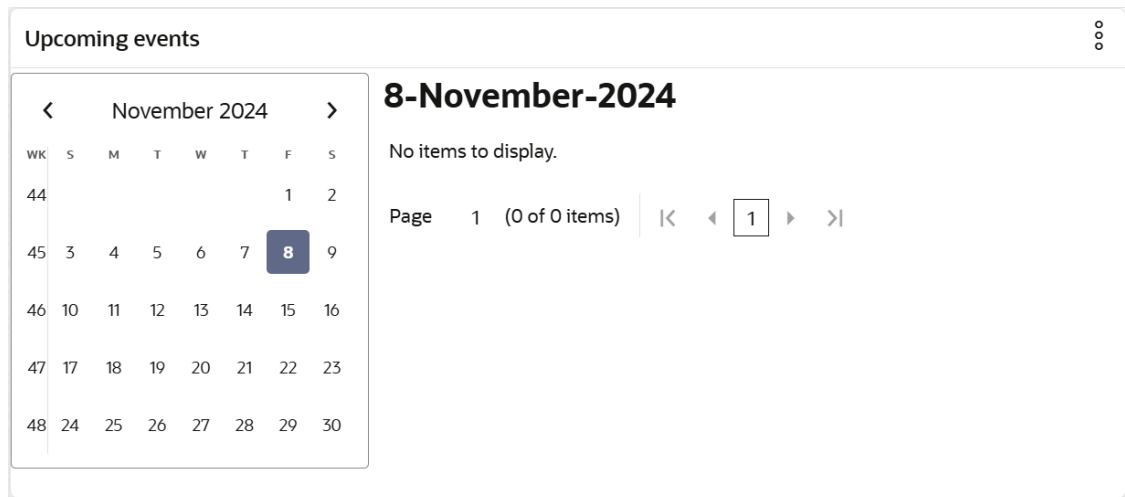 Upcoming events
November 2024
WK S M T W T F S
44 1 2
45 3 4 5 6 7 8 9
46 10 11 12 13 14 15 16
47 17 18 19 20 21 22 23
48 24 25 26 27 28 29 30
8-November-2024
No items to display.
Page 1 (0 of 0 items) 1